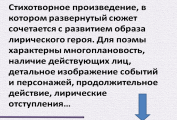 Стихотворное произведение, в
котором развернутый сюжет
сочетается с развитием образа
лирического героя. Для поэмы
характерны многоплановость,
наличие действующих лиц,
детальное изображение событий
и персонажей, продолжительное
действие, лирические
отступления...